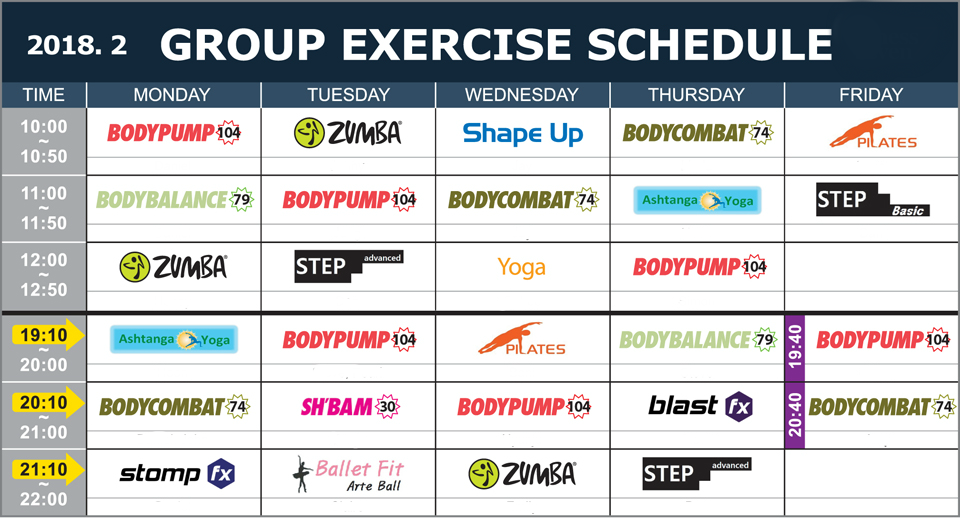 2018. 2 GROUP EXERCISE SCHEDULE
TIME MONDAY TUESDAY WEDNESDAY THURSDAY FRIDAY
10:00 ~ 10:50 BODYPUMP 104 ZUMBA Shape Up BODYCOMBAT 74 PILATES
11:00 ~ 11:50 BODYBALANCE 79 BODYPUMP 104 BODYCOMBAT 74 Ashtanga Yoga STEP Basic
12:00 ~ 12:50 ZUMBA STEP advanced Yoga BODYPUMP 104
19:10 ~ 20:00 Ashtanga Yoga BODYPUMP 104 PILATES BODYBALANCE 79 19:40 BODYPUMP 104
20:10 ~ 21:00 BODYCOMBAT 74 SH'BAM 30 BODYPUMP 104 blast fx 20:40 BODYCOMBAT 74
21:10 ~ 22:00 stomp fx Ballet Fit Arte Ball ZUMBA STEP advanced